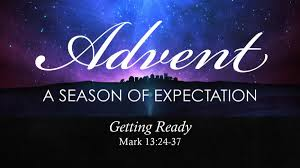 Advent
A SEASON OF EXPECTATION
Getting Ready
Mark 13:24-37